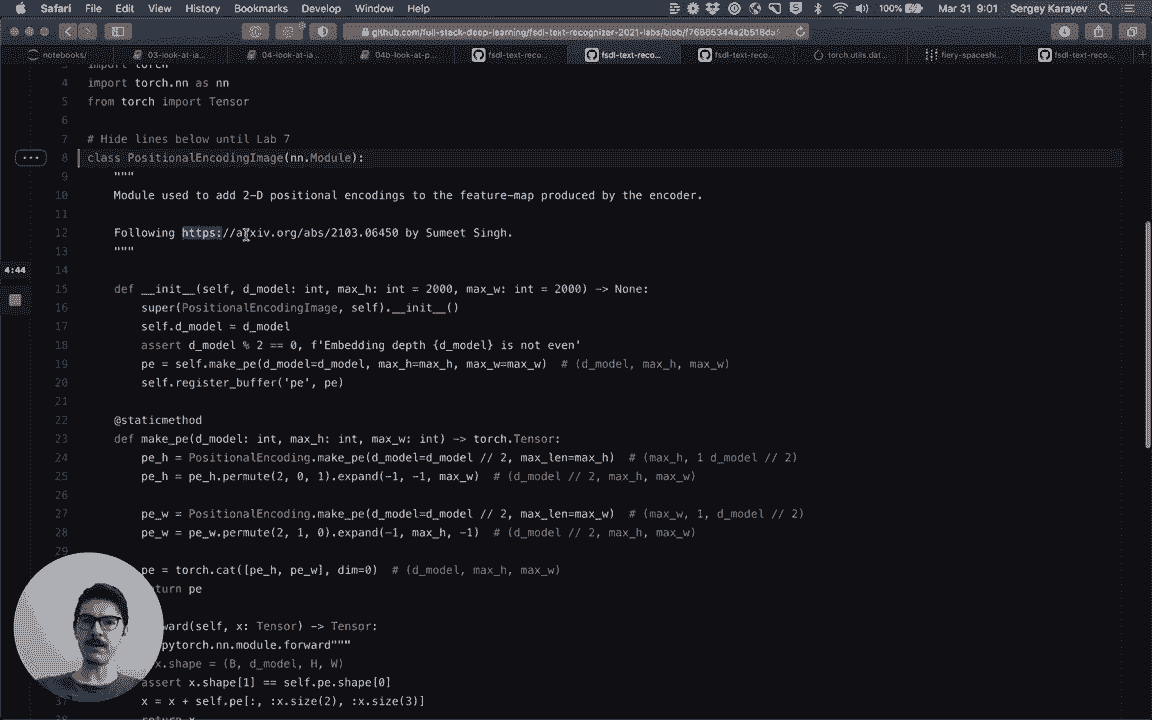 Safari File Edit View History Bookmarks Develop Window Help 100% Mar 31 9:01 Sergey Karayev
github.com/full-stack-deep-learning/fsdl-text-recognizer-2021-labs/blob/
notebooks/ 03-look-at-ia... 04-look-at-ia... 04b-look-at-p... fsdl-text-reco... fsdl-text-reco... fsdl-text-reco... torch.utils.dat... fiery-spaceshi... fsdl-text-reco...
3 import torch
4 import torch.nn as nn
5 from torch import Tensor
6
7 # Hide lines below until Lab 7
8 class PositionalEncodingImage(nn.Module):
9 """
10 Module used to add 2-D positional encodings to the feature-map produced by the encoder.
11
12 Following https://arxiv.org/abs/2103.06450 by Sumeet Singh.
13 """
14
4:44
15 def __init__(self, d_model: int, max_h: int = 2000, max_w: int = 2000) -> None:
16 super(PositionalEncodingImage, self).__init__()
17 self.d_model = d_model
18 assert d_model % 2 == 0, f'Embedding depth {d_model} is not even'
19 pe = self.make_pe(d_model=d_model, max_h=max_h, max_w=max_w) # (d_model, max_h, max_w)
20 self.register_buffer('pe', pe)
21
22 @staticmethod
23 def make_pe(d_model: int, max_h: int, max_w: int) -> torch.Tensor:
24 pe_h = PositionalEncoding.make_pe(d_model=d_model // 2, max_len=max_h) # (max_h, 1 d_model // 2)
25 pe_h = pe_h.permute(2, 0, 1).expand(-1, -1, max_w) # (d_model // 2, max_h, max_w)
26
27 pe_w = PositionalEncoding.make_pe(d_model=d_model // 2, max_len=max_w) # (max_w, 1, d_model // 2)
28 pe_w = pe_w.permute(2, 1, 0).expand(-1, max_h, -1) # (d_model // 2, max_h, max_w)
29
pe = torch.cat([pe_h, pe_w], dim=0) # (d_model, max_h, max_w)
turn pe
ward(self, x: Tensor) -> Tensor:
pytorch.nn.module.forward"""
x.shape = (B, d_model, H, W)
assert x.shape[1] == self.pe.shape[0]
37 x = x + self.pe[:, :x.size(2), :x.size(3)]
38 return x